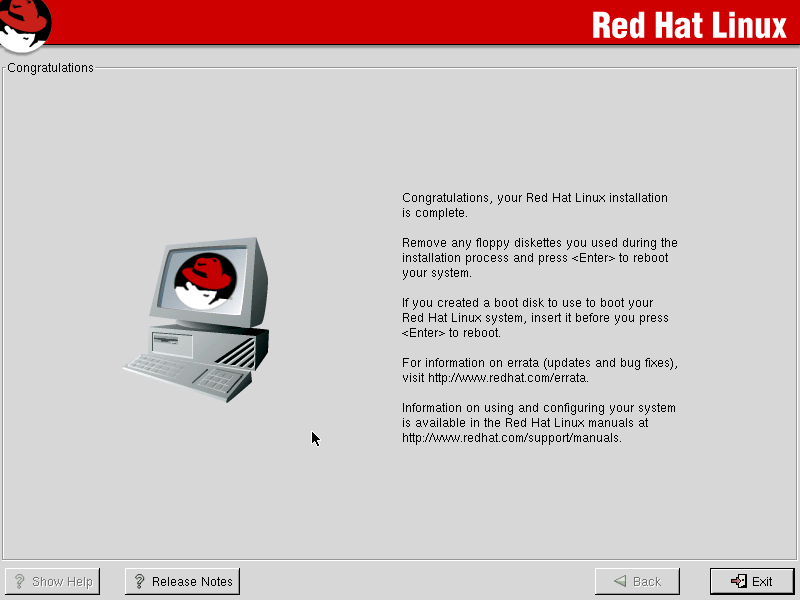 Red Hat Linux
Congratulations
Congratulations, your Red Hat Linux installation
is complete.
Remove any floppy diskettes you used during the
installation process and press <Enter> to reboot
your system.
If you created a boot disk to use to boot your
Red Hat Linux system, insert it before you press
<Enter> to reboot.
For information on errata (updates and bug fixes),
visit http://www.redhat.com/errata.
Information on using and configuring your system
is available in the Red Hat Linux manuals at
http://www.redhat.com/support/manuals.
Show Help
Release Notes
Back
Exit